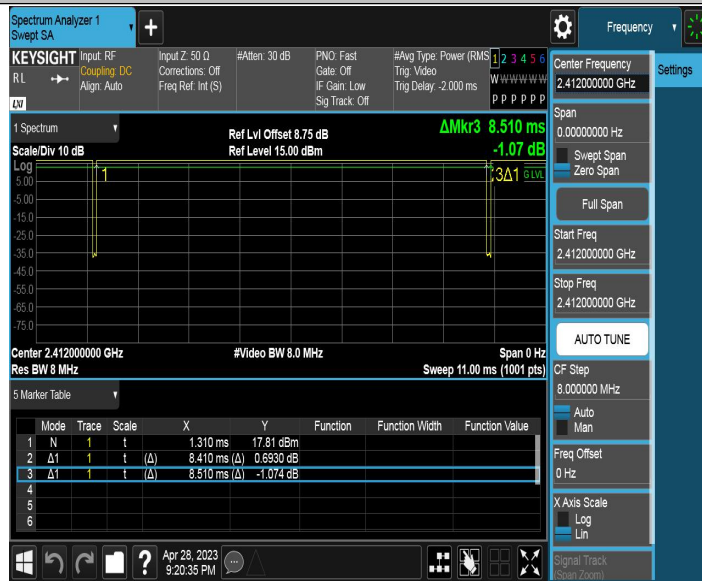 Spectrum Analyzer 1
Swept SA
+
Frequency
KEYSIGHT
RL
LXI
Input: RF
Coupling: DC
Align: Auto
Input Z: 50 Ω
Corrections: Off
Freq Ref: Int (S)
#Atten: 30 dB
PNO: Fast
Gate: Off
IF Gain: Low
Sig Track: Off
#Avg Type: Power (RMS
Trig: Video
Trig Delay: -2.000 ms
1 2 3 4 5 6
W W W W W W
P P P P P P
1 Spectrum
Scale/Div 10 dB
Ref Lvl Offset 8.75 dB
Ref Level 15.00 dBm
ΔMkr3 8.510 ms
-1.07 dB
Log
5.00
-5.00
-15.0
-25.0
-35.0
-45.0
-55.0
-65.0
-75.0
1
3Δ1
G LVL
Center 2.412000000 GHz
Res BW 8 MHz
#Video BW 8.0 MHz
Span 0 Hz
Sweep 11.00 ms (1001 pts)
5 Marker Table
Mode Trace Scale X Y Function Function Width Function Value
1 N 1 t 1.310 ms 17.81 dBm
2 Δ1 1 t (Δ) 8.410 ms (Δ) 0.6930 dB
3 Δ1 1 t (Δ) 8.510 ms (Δ) -1.074 dB
4
5
6
Center Frequency
2.412000000 GHz
Settings
Span
0.00000000 Hz
Swept Span
Zero Span
Full Span
Start Freq
2.412000000 GHz
Stop Freq
2.412000000 GHz
AUTO TUNE
CF Step
8.000000 MHz
Auto
Man
Freq Offset
0 Hz
X Axis Scale
Log
Lin
Signal Track
(Span Zoom)
?
Apr 28, 2023
9:20:35 PM